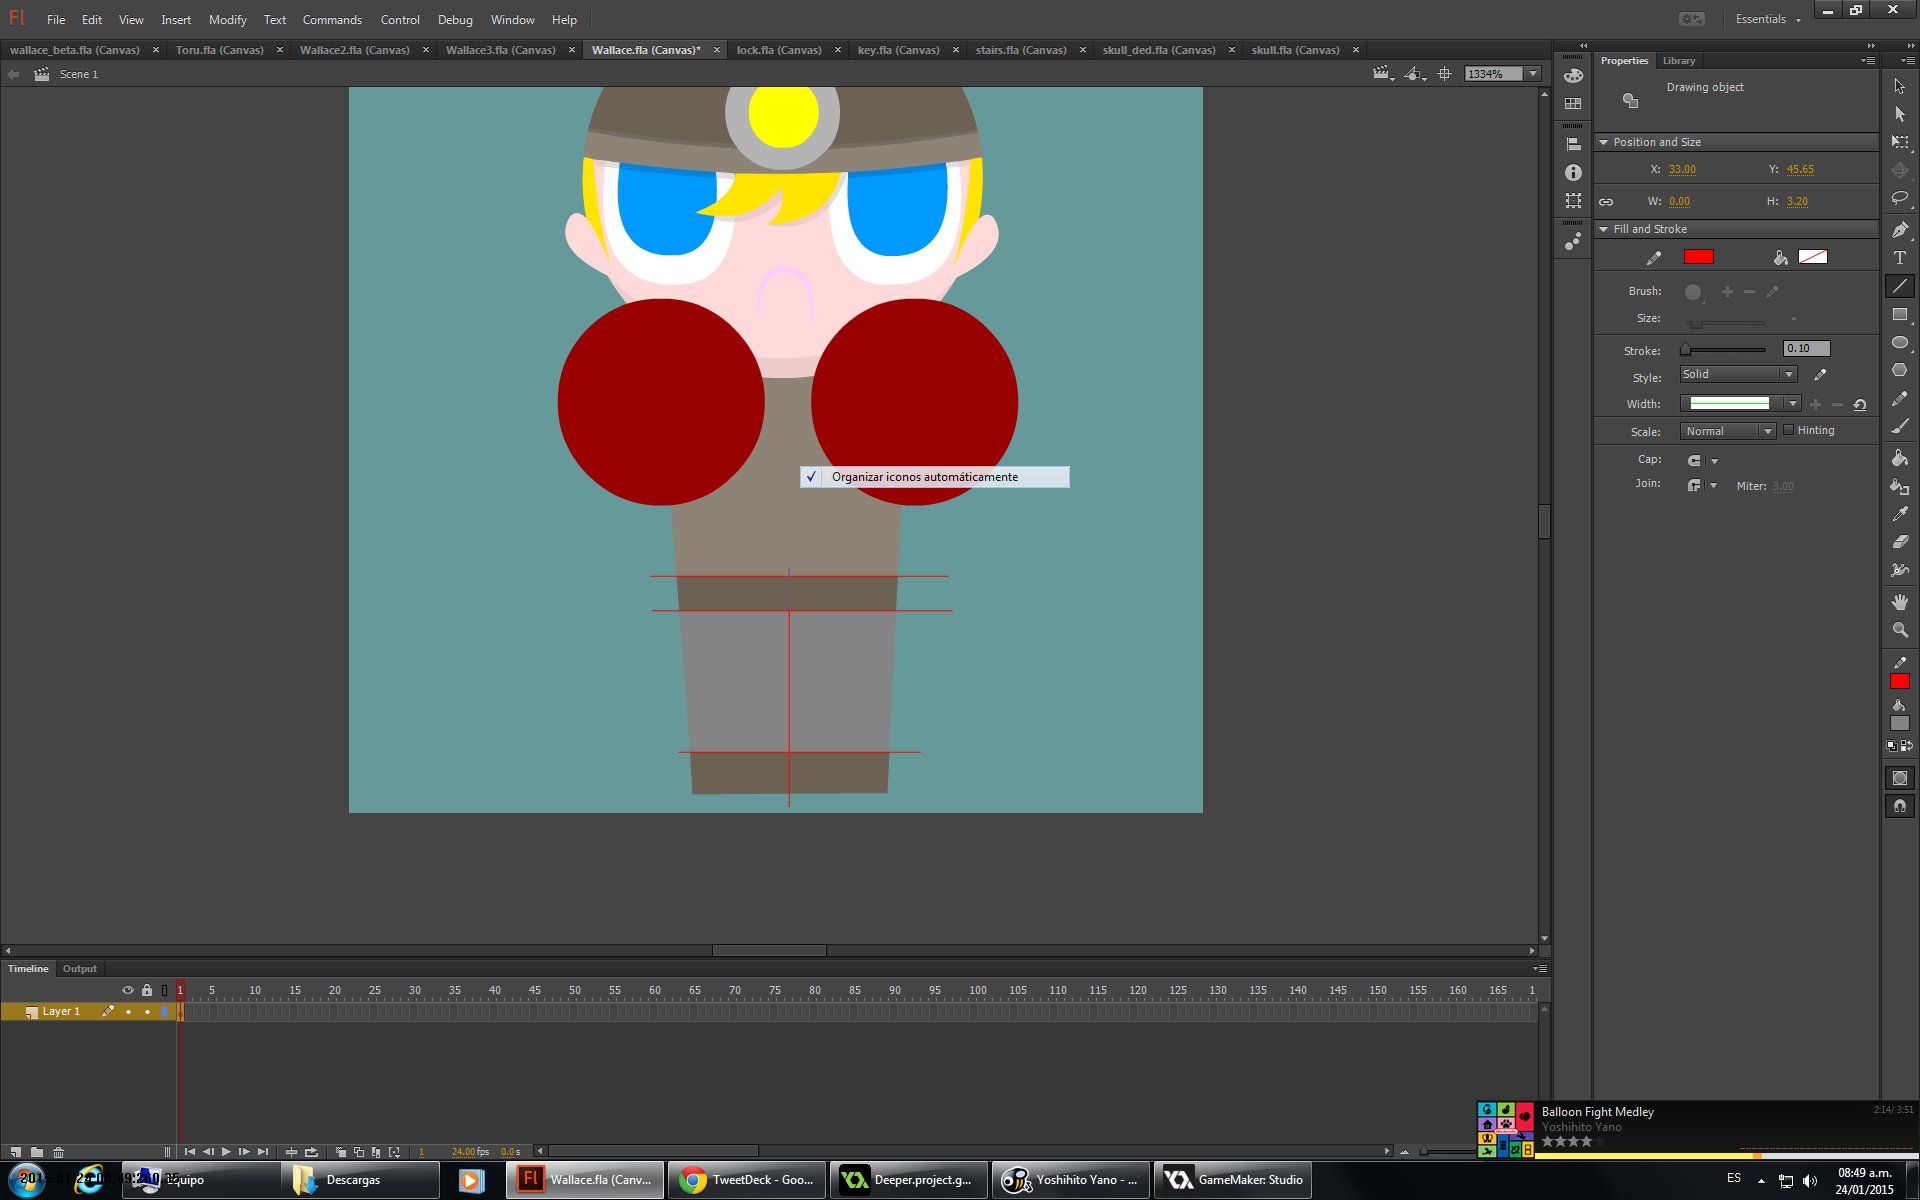 Fl File Edit View Insert Modify Text Commands Control Debug Window Help Essentials
wallace_beta.fla (Canvas) × Toru.fla (Canvas) × Wallace2.fla (Canvas) × Wallace3.fla (Canvas) × Wallace.fla (Canvas)* × lock.fla (Canvas) × key.fla (Canvas) × stairs.fla (Canvas) × skull_ded.fla (Canvas) × skull.fla (Canvas) ×
Scene 1
1334%
Properties Library
Drawing object
Position and Size
X: 33.00 Y: 45.65
W: 0.00 H: 3.20
Fill and Stroke
Brush:
Size: -
Stroke: 0.10
Style: Solid
Width:
Scale: Normal Hinting
Cap:
Join: Miter: 3.00
Organizar iconos automáticamente
Timeline Output
1 5 10 15 20 25 30 35 40 45 50 55 60 65 70 75 80 85 90 95 100 105 110 115 120 125 130 135 140 145 150 155 160 165 1
Layer 1
1 24.00 fps 0.0 s
Balloon Fight Medley
2:14/ 3:51
Yoshihito Yano
Equipo
Descargas
Fl Wallace.fla (Canv...
TweetDeck - Goo...
Deeper.project.g...
Yoshihito Yano - ...
GameMaker: Studio
ES
08:49 a.m.
24/01/2015